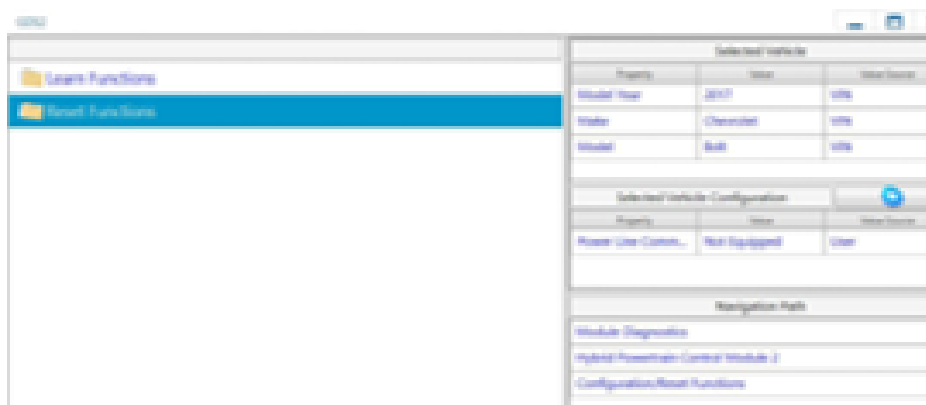 GDS2
Learn Functions
Reset Functions
Selected Vehicle
Property Value Value Source
Model Year 2017 VIN
Make Chevrolet VIN
Model Bolt VIN
Selected Vehicle Configuration
Property Value Value Source
Power Line Comm... Not Equipped User
Navigation Path
Module Diagnostics
Hybrid Powertrain Control Module 2
Configuration/Reset Functions